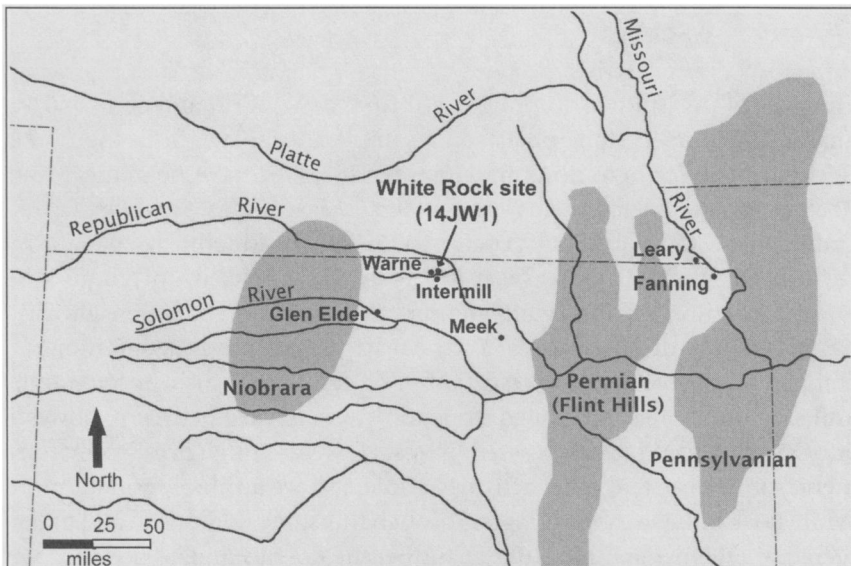 Missouri
River
Platte
River
White Rock site
(14JW1)
Republican
River
River
Leary
Warne
Intermill
Fanning
Solomon
River
Glen Elder
Meek
Niobrara
Permian
(Flint Hills)
Pennsylvanian
North
0 25 50
miles